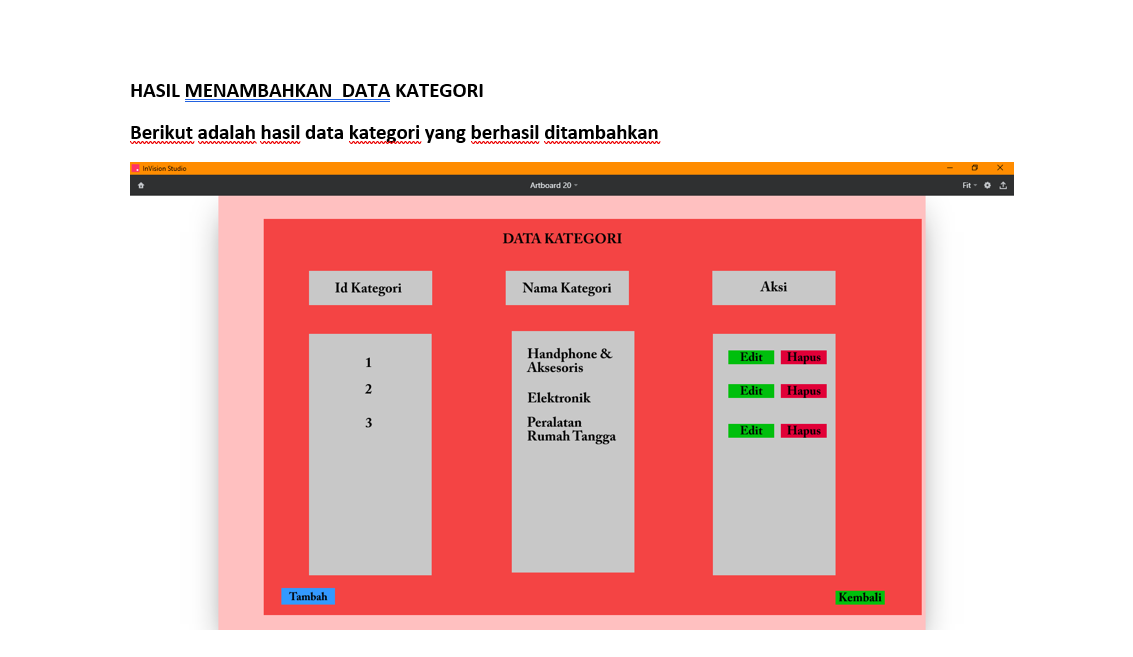 HASIL MENAMBAHKAN  DATA KATEGORI
Berikut adalah hasil data kategori yang berhasil ditambahkan
InVision Studio
Artboard 20
Fit
DATA KATEGORI
Id Kategori
Nama Kategori
Aksi
1
Handphone &
Aksesoris
Edit
Hapus
2
Elektronik
Edit
Hapus
3
Peralatan
Rumah Tangga
Edit
Hapus
Tambah
Kembali